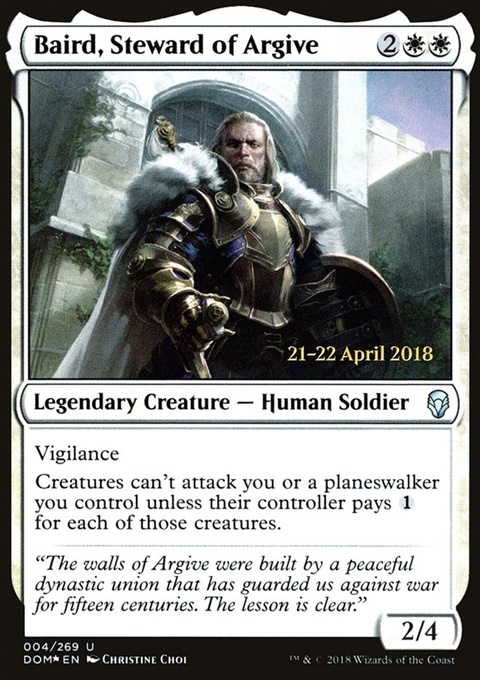 Baird, Steward of Argive 2
21–22 April 2018
Legendary Creature — Human Soldier
Vigilance
Creatures can't attack you or a planeswalker
you control unless their controller pays 1
for each of those creatures.
"The walls of Argive were built by a peaceful
dynastic union that has guarded us against war
for fifteen centuries. The lesson is clear."
2/4
004/269 U
DOM★EN Christine Choi
™ & © 2018 Wizards of the Coast